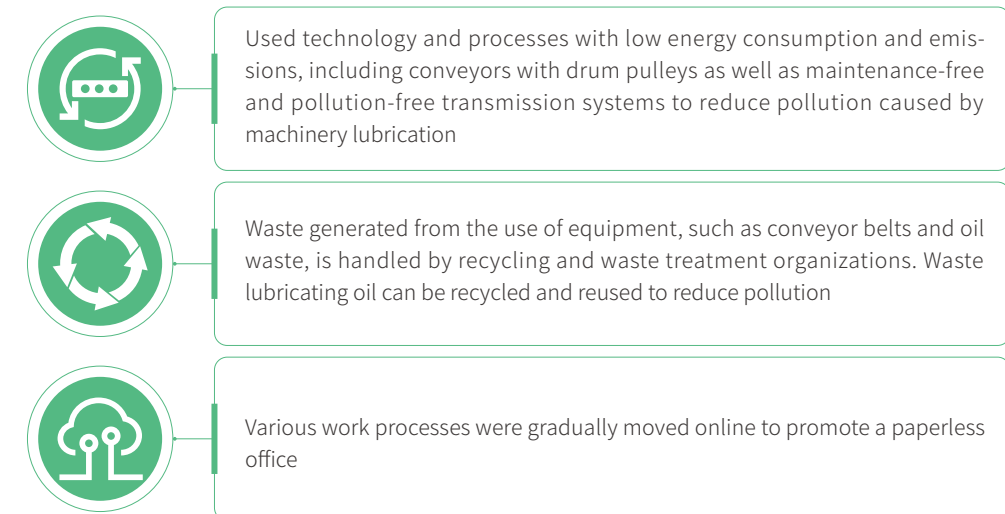 Used technology and processes with low energy consumption and emis-
sions, including conveyors with drum pulleys as well as maintenance-free
and pollution-free transmission systems to reduce pollution caused by
machinery lubrication
Waste generated from the use of equipment, such as conveyor belts and oil
waste, is handled by recycling and waste treatment organizations. Waste
lubricating oil can be recycled and reused to reduce pollution
Various work processes were gradually moved online to promote a paperless
office